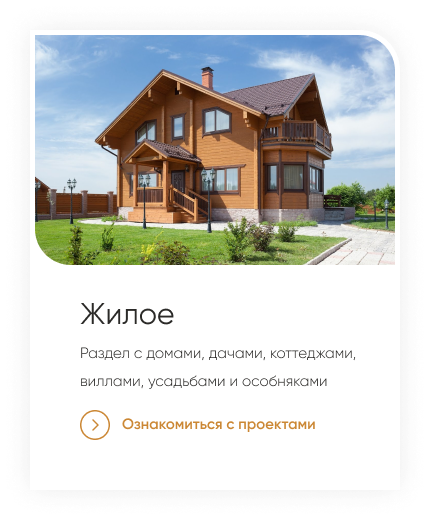 Жилое
Раздел с домами, дачами, коттеджами,
виллами, усадьбами и особняками
Ознакомиться с проектами